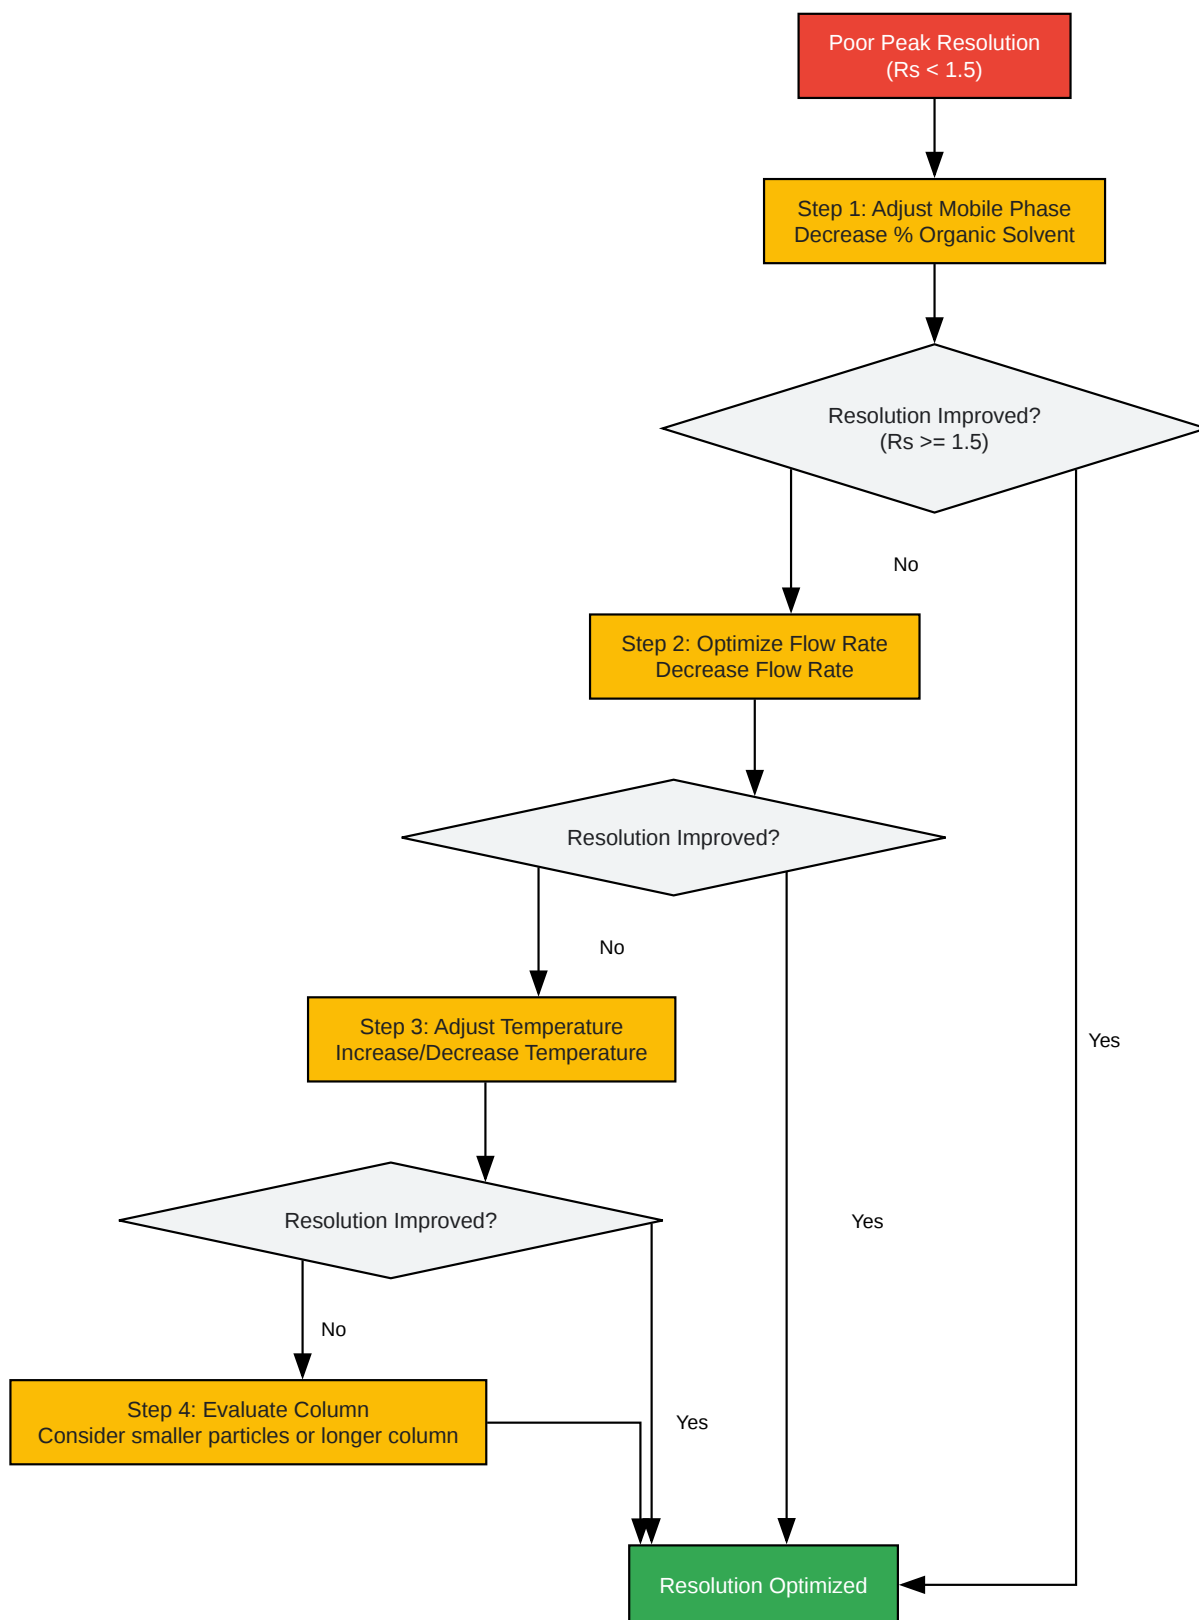 Poor Peak Resolution
(Rs < 1.5)
Step 1: Adjust Mobile Phase
Decrease % Organic Solvent
Resolution Improved?
(Rs >= 1.5)
No
Step 2: Optimize Flow Rate
Decrease Flow Rate
Resolution Improved?
No
Step 3: Adjust Temperature
Increase/Decrease Temperature
Yes
Resolution Improved?
Yes
No
Step 4: Evaluate Column
Consider smaller particles or longer column
Yes
Resolution Optimized